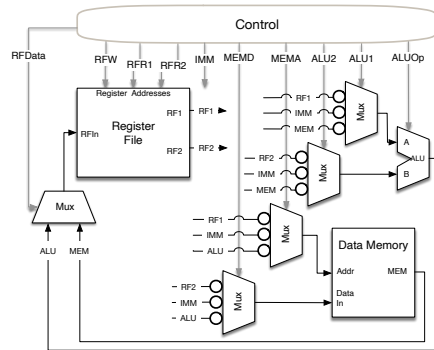 Control
RFData
RFW
RFR1
RFR2
IMM
MEMD
MEMA
ALU2
ALU1
ALUOp
Register Addresses
Register
File
RFIn
RF1
RF1
RF2
RF2
RF1
IMM
MEM
Mux
A
ALU
B
RF2
IMM
MEM
Mux
Mux
ALU
MEM
RF1
IMM
ALU
Mux
Data Memory
MEM
Addr
Data
In
RF2
IMM
ALU
Mux